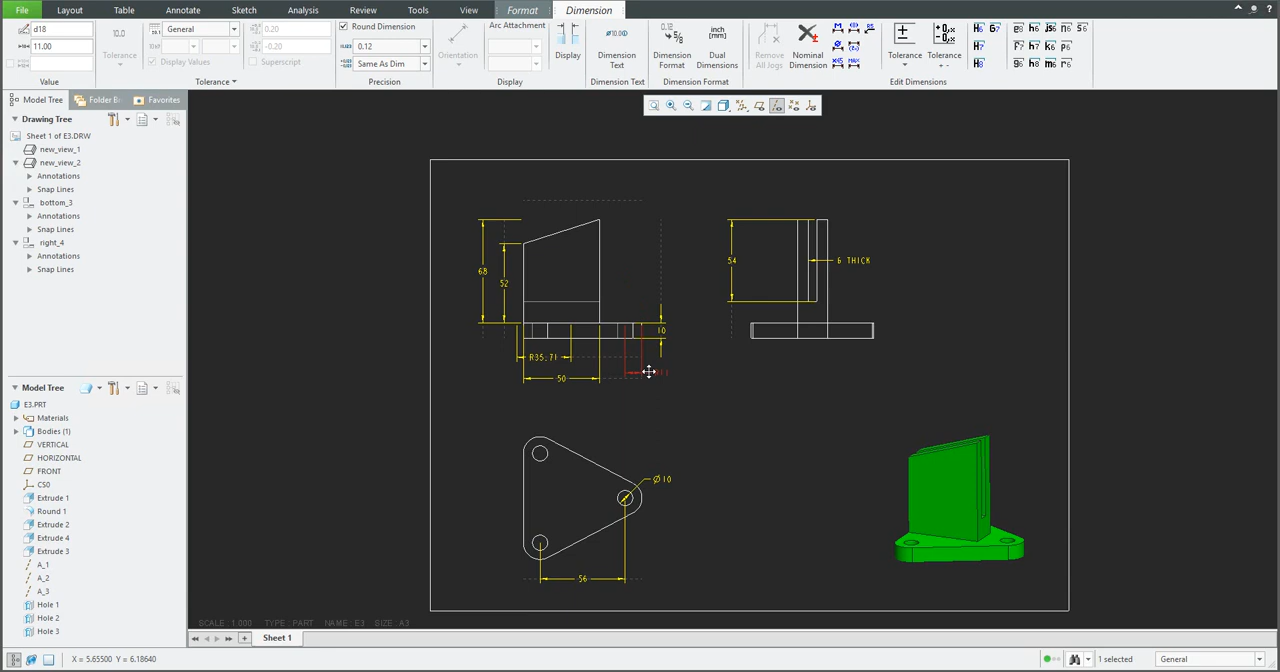 File Layout Table Annotate Sketch Analysis Review Tools View Format Dimension
d18
11.00
Value
General
Display Values
0.20
-0.20
Superscript
Tolerance
Round Dimension
0.12
Same As Dim
Precision
Arc Attachment
Orientation
Display
Display
Dimension Text
Dimension Text
Dimension Format
Dual Dimensions
Dimension Format
Remove All Jogs
Nominal Dimension
Tolerance
Tolerance + -
Edit Dimensions
Model Tree Folder B Favorites
Drawing Tree
Sheet 1 of E3.DRW
new_view_1
new_view_2
Annotations
Snap Lines
bottom_3
Annotations
Snap Lines
right_4
Annotations
Snap Lines
Model Tree
E3.PRT
Materials
Bodies (1)
VERTICAL
HORIZONTAL
FRONT
CS0
Extrude 1
Round 1
Extrude 2
Extrude 4
Extrude 3
A_1
A_2
A_3
Hole 1
Hole 2
Hole 3
68
52
10
R35.71
50
54
6 THICK
Ø10
56
SCALE : 1.000 TYPE : PART NAME : E3 SIZE : A3
Sheet 1
X = 5.65500 Y = 6.18640
1 selected
General